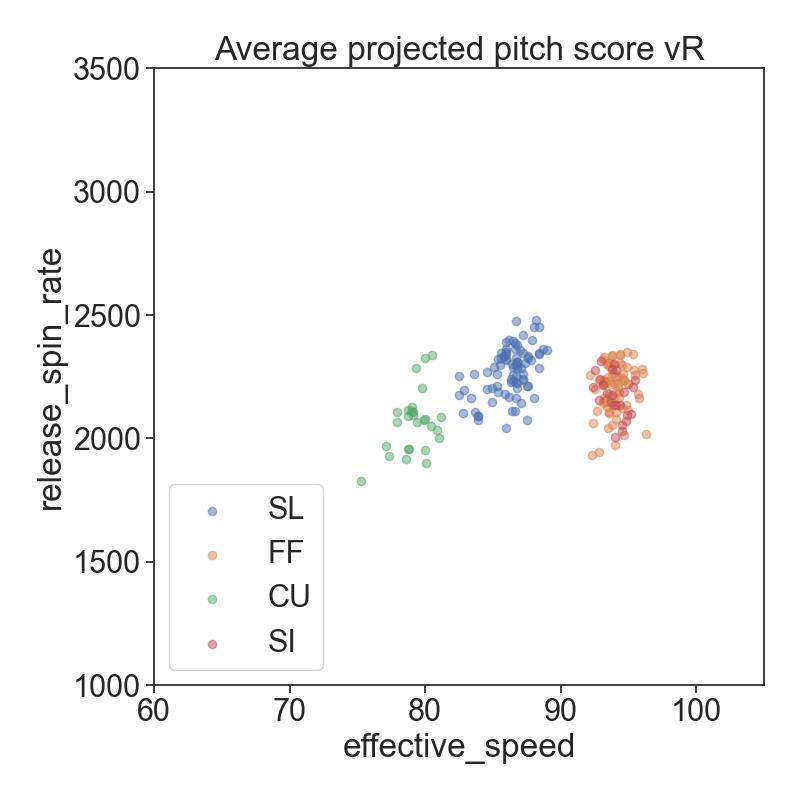 Average projected pitch score vR
release_spin_rate
3500
3000
2500
2000
1500
1000
SL
FF
CU
SI
60 70 80 90 100
effective_speed